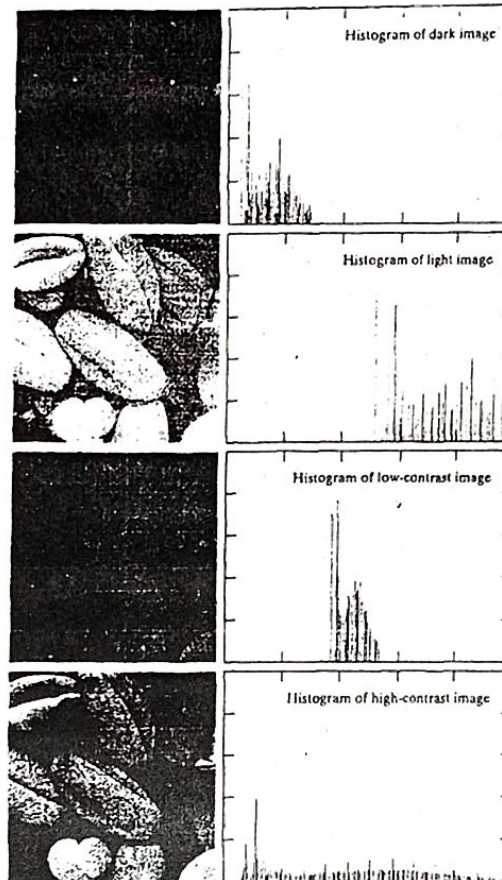 Histogram of dark image
Histogram of light image
Histogram of low-contrast image
Histogram of high-contrast image